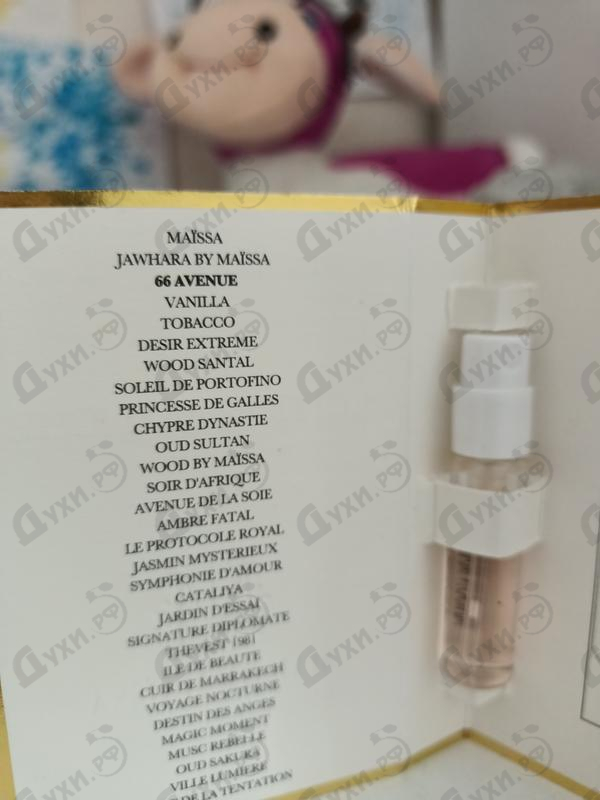 MAÏSSA
JAWHARA BY MAÏSSA
66 AVENUE
VANILLA
TOBACCO
DESIR EXTREME
WOOD SANTAL
SOLEIL DE PORTOFINO
PRINCESSE DE GALLES
CHYPRE DYNASTIE
OUD SULTAN
WOOD BY MAÏSSA
SOIR D'AFRIQUE
AVENUE DE LA SOIE
AMBRE FATAL
LE PROTOCOLE ROYAL
JASMIN MYSTERIEUX
SYMPHONIE D'AMOUR
CATALIYA
JARDIN D'ESSAI
SIGNATURE DIPLOMATE
THEVEST 1981
ILE DE BEAUTE
CUIR DE MARRAKECH
VOYAGE NOCTURNE
DESTIN DES ANGES
MAGIC MOMENT
MUSC REBELLE
OUD SAKURA
VILLE LUMIERE
DE LA TENTATION
Духи.РФ